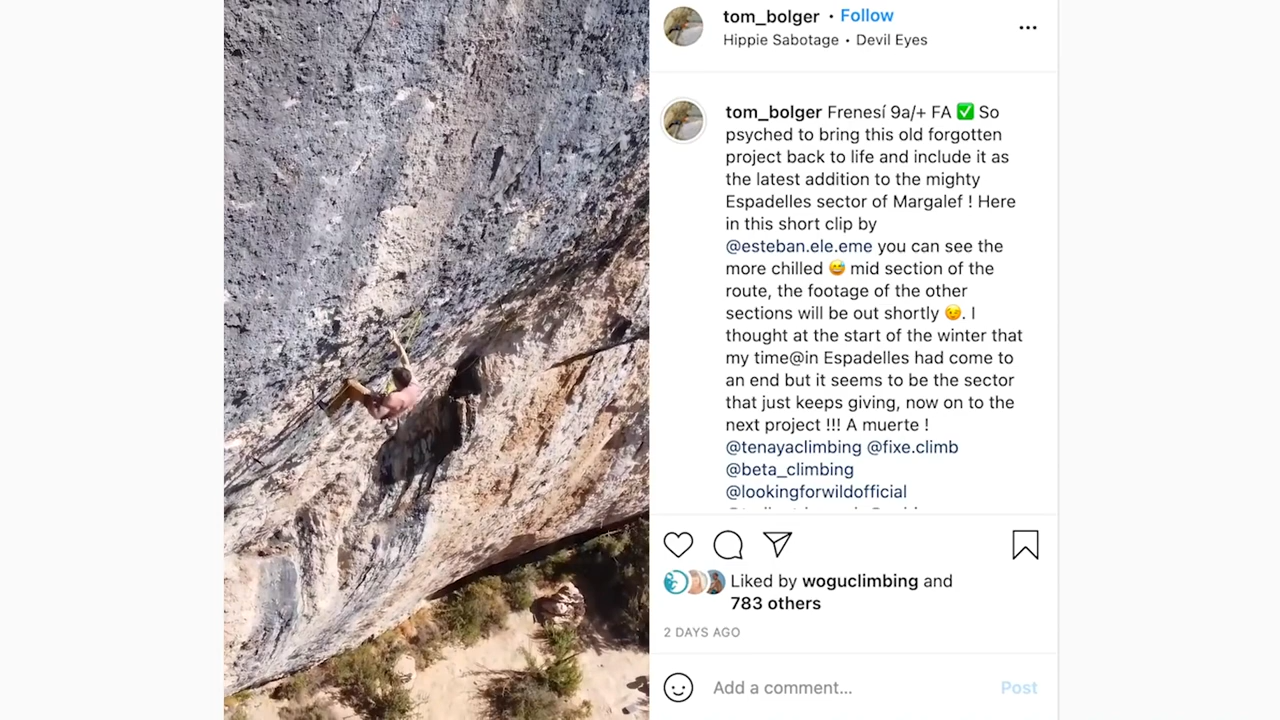 tom_bolger • Follow
Hippie Sabotage • Devil Eyes
tom_bolger Frenesí 9a/+ FA ✅ So
psyched to bring this old forgotten
project back to life and include it as
the latest addition to the mighty
Espadelles sector of Margalef ! Here
in this short clip by
@esteban.ele.eme you can see the
more chilled 😅 mid section of the
route, the footage of the other
sections will be out shortly 😉. I
thought at the start of the winter that
my time@in Espadelles had come to
an end but it seems to be the sector
that just keeps giving, now on to the
next project !!! A muerte !
@tenayaclimbing @fixe.climb
@beta_climbing
@lookingforwildofficial
Liked by woguclimbing and
783 others
2 DAYS AGO
Add a comment... Post